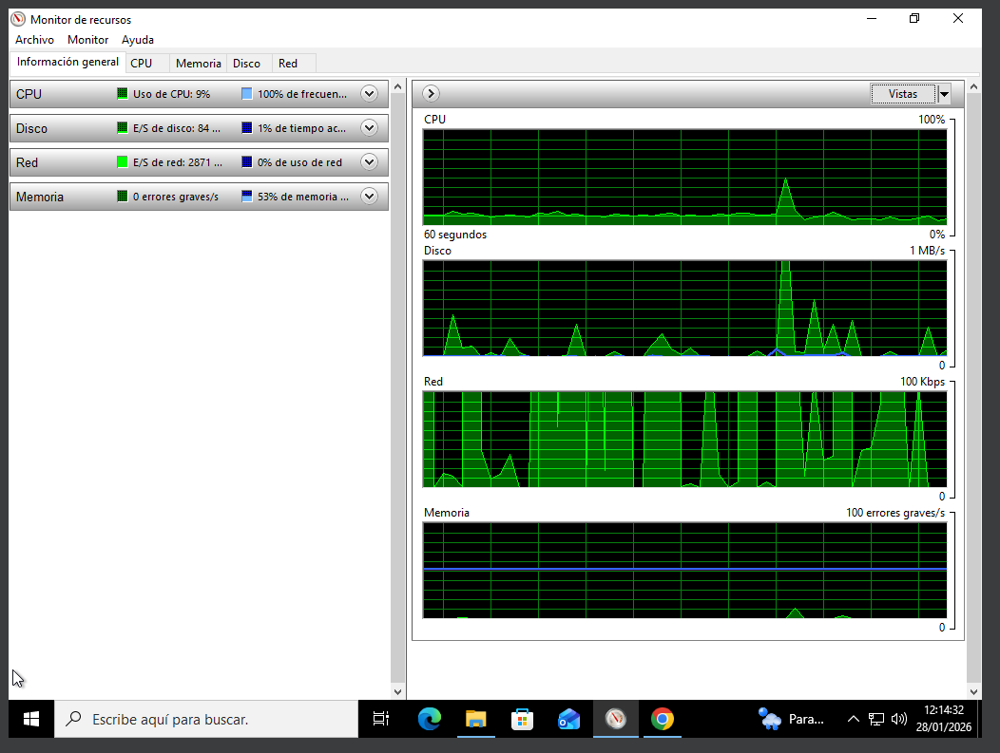 Monitor de recursos
Archivo Monitor Ayuda
Información general CPU Memoria Disco Red
CPU Uso de CPU: 9% 100% de frecuen...
Disco E/S de disco: 84 ... 1% de tiempo ac...
Red E/S de red: 2871 ... 0% de uso de red
Memoria 0 errores graves/s 53% de memoria ...
Vistas
CPU 100%
60 segundos 0%
Disco 1 MB/s
0
Red 100 Kbps
0
Memoria 100 errores graves/s
0
Escribe aquí para buscar.
Para...
12:14:32
28/01/2026